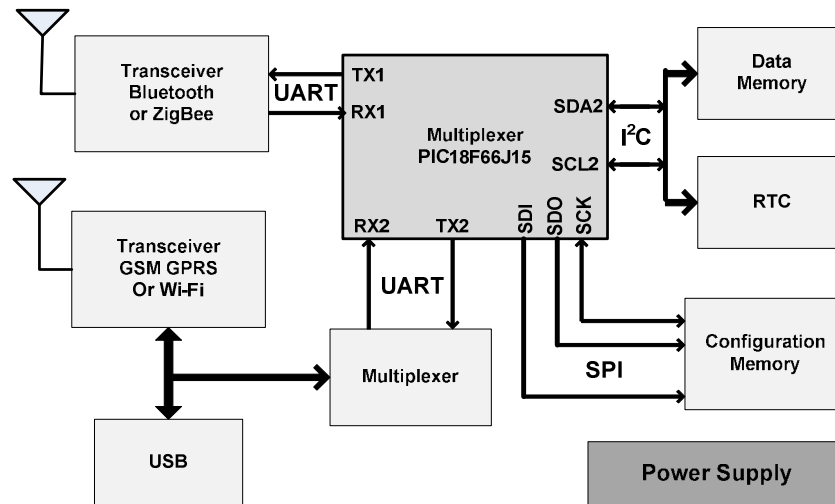 Transceiver
Bluetooth
or ZigBee
UART
TX1
RX1
Multiplexer
PIC18F66J15
SDA2
SCL2
I²C
Data
Memory
RTC
RX2
TX2
SDI
SDO
SCK
Transceiver
GSM GPRS
Or Wi-Fi
UART
Multiplexer
SPI
Configuration
Memory
USB
Power Supply